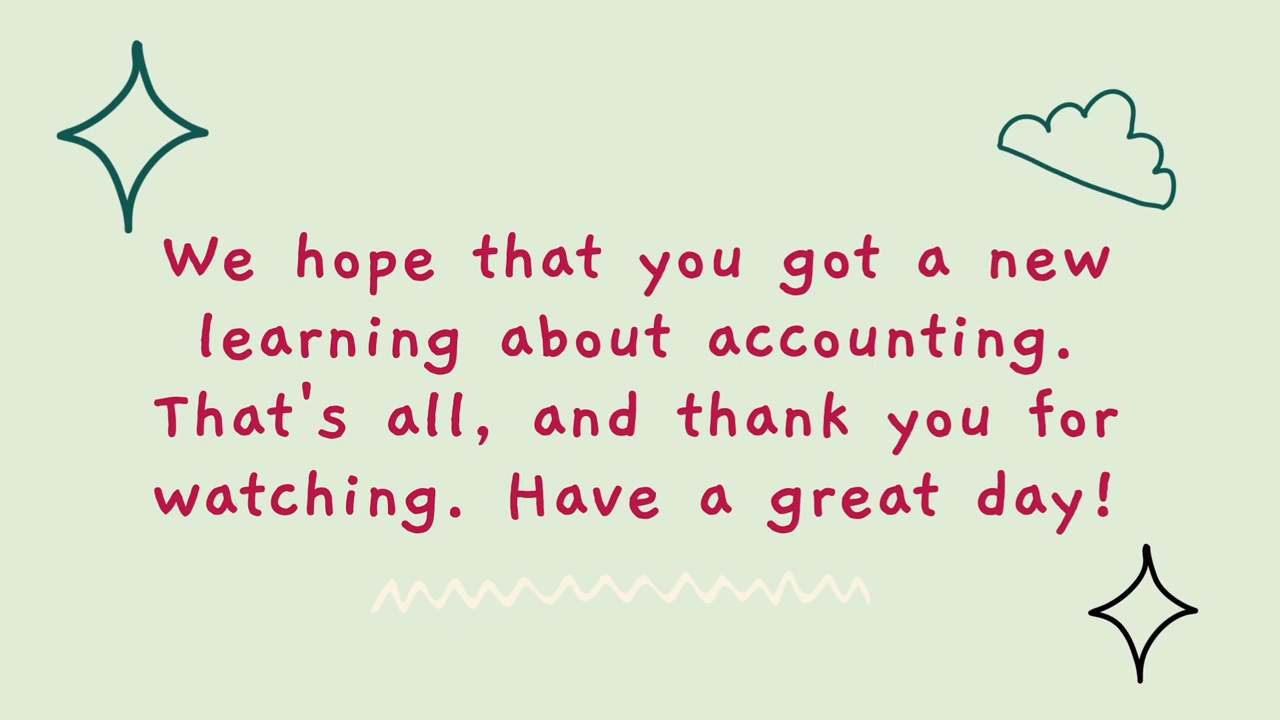 We hope that you got a new
learning about accounting.
That's all, and thank you for
watching. Have a great day!